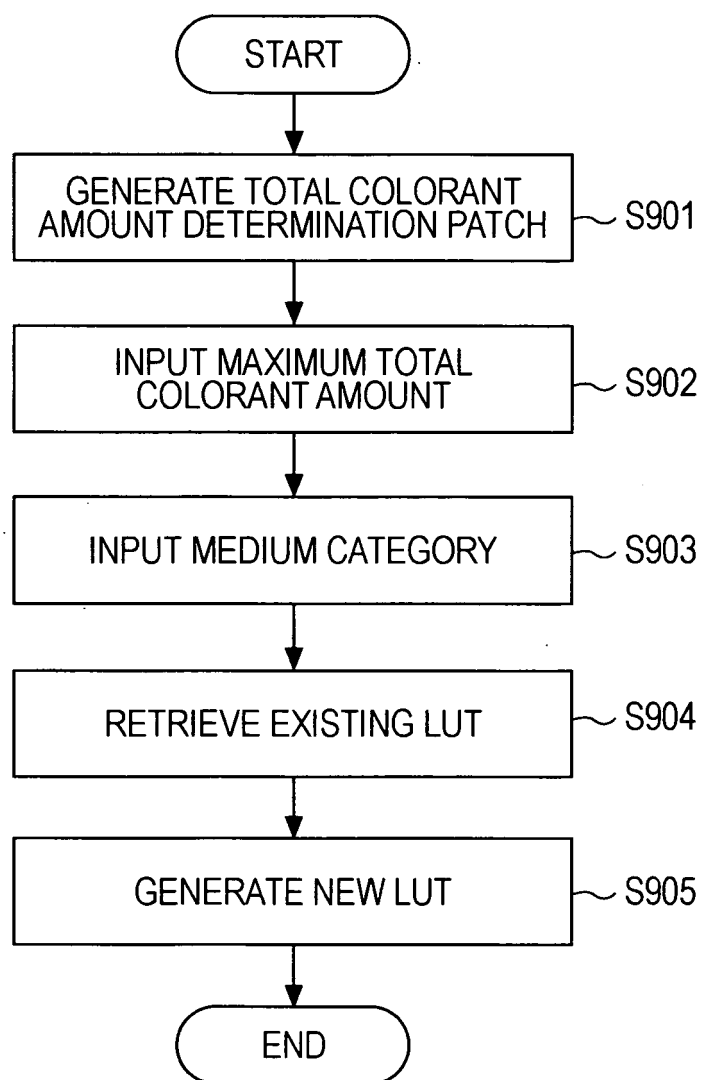 START
GENERATE TOTAL COLORANT
AMOUNT DETERMINATION PATCH
S901
INPUT MAXIMUM TOTAL
COLORANT AMOUNT
S902
INPUT MEDIUM CATEGORY
S903
RETRIEVE EXISTING LUT
S904
GENERATE NEW LUT
S905
END